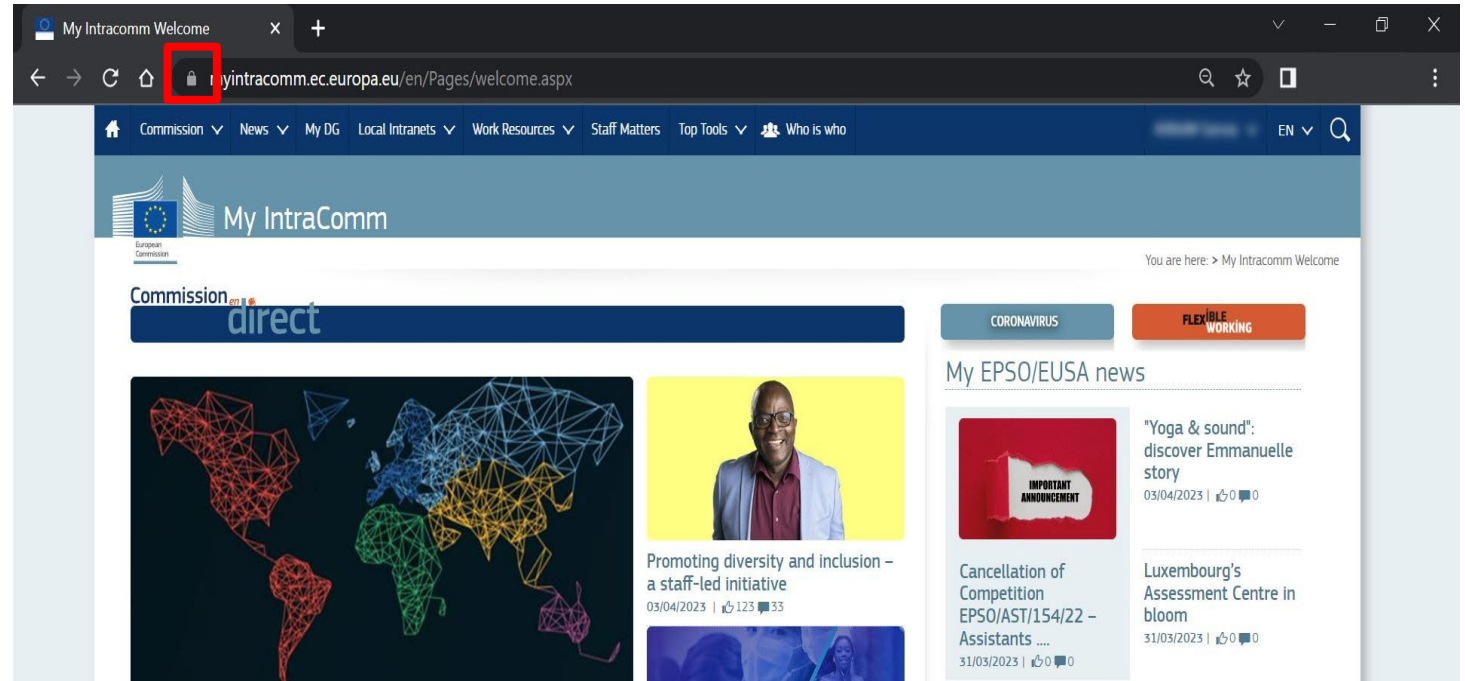 My Intracomm Welcome
myintracomm.ec.europa.eu/en/Pages/welcome.aspx
Commission News My DG Local Intranets Work Resources Staff Matters Top Tools Who is who EN
My IntraComm
European
Commission
You are here: > My Intracomm Welcome
Commission en
direct
CORONAVIRUS
FLEXIBLE
WORKING
My EPSO/EUSA news
Promoting diversity and inclusion –
a staff-led initiative
03/04/2023 | 123 33
IMPORTANT
ANNOUNCEMENT
Cancellation of
Competition
EPSO/AST/154/22 –
Assistants ....
31/03/2023 | 0 0
"Yoga & sound":
discover Emmanuelle
story
03/04/2023 | 0 0
Luxembourg's
Assessment Centre in
bloom
31/03/2023 | 0 0